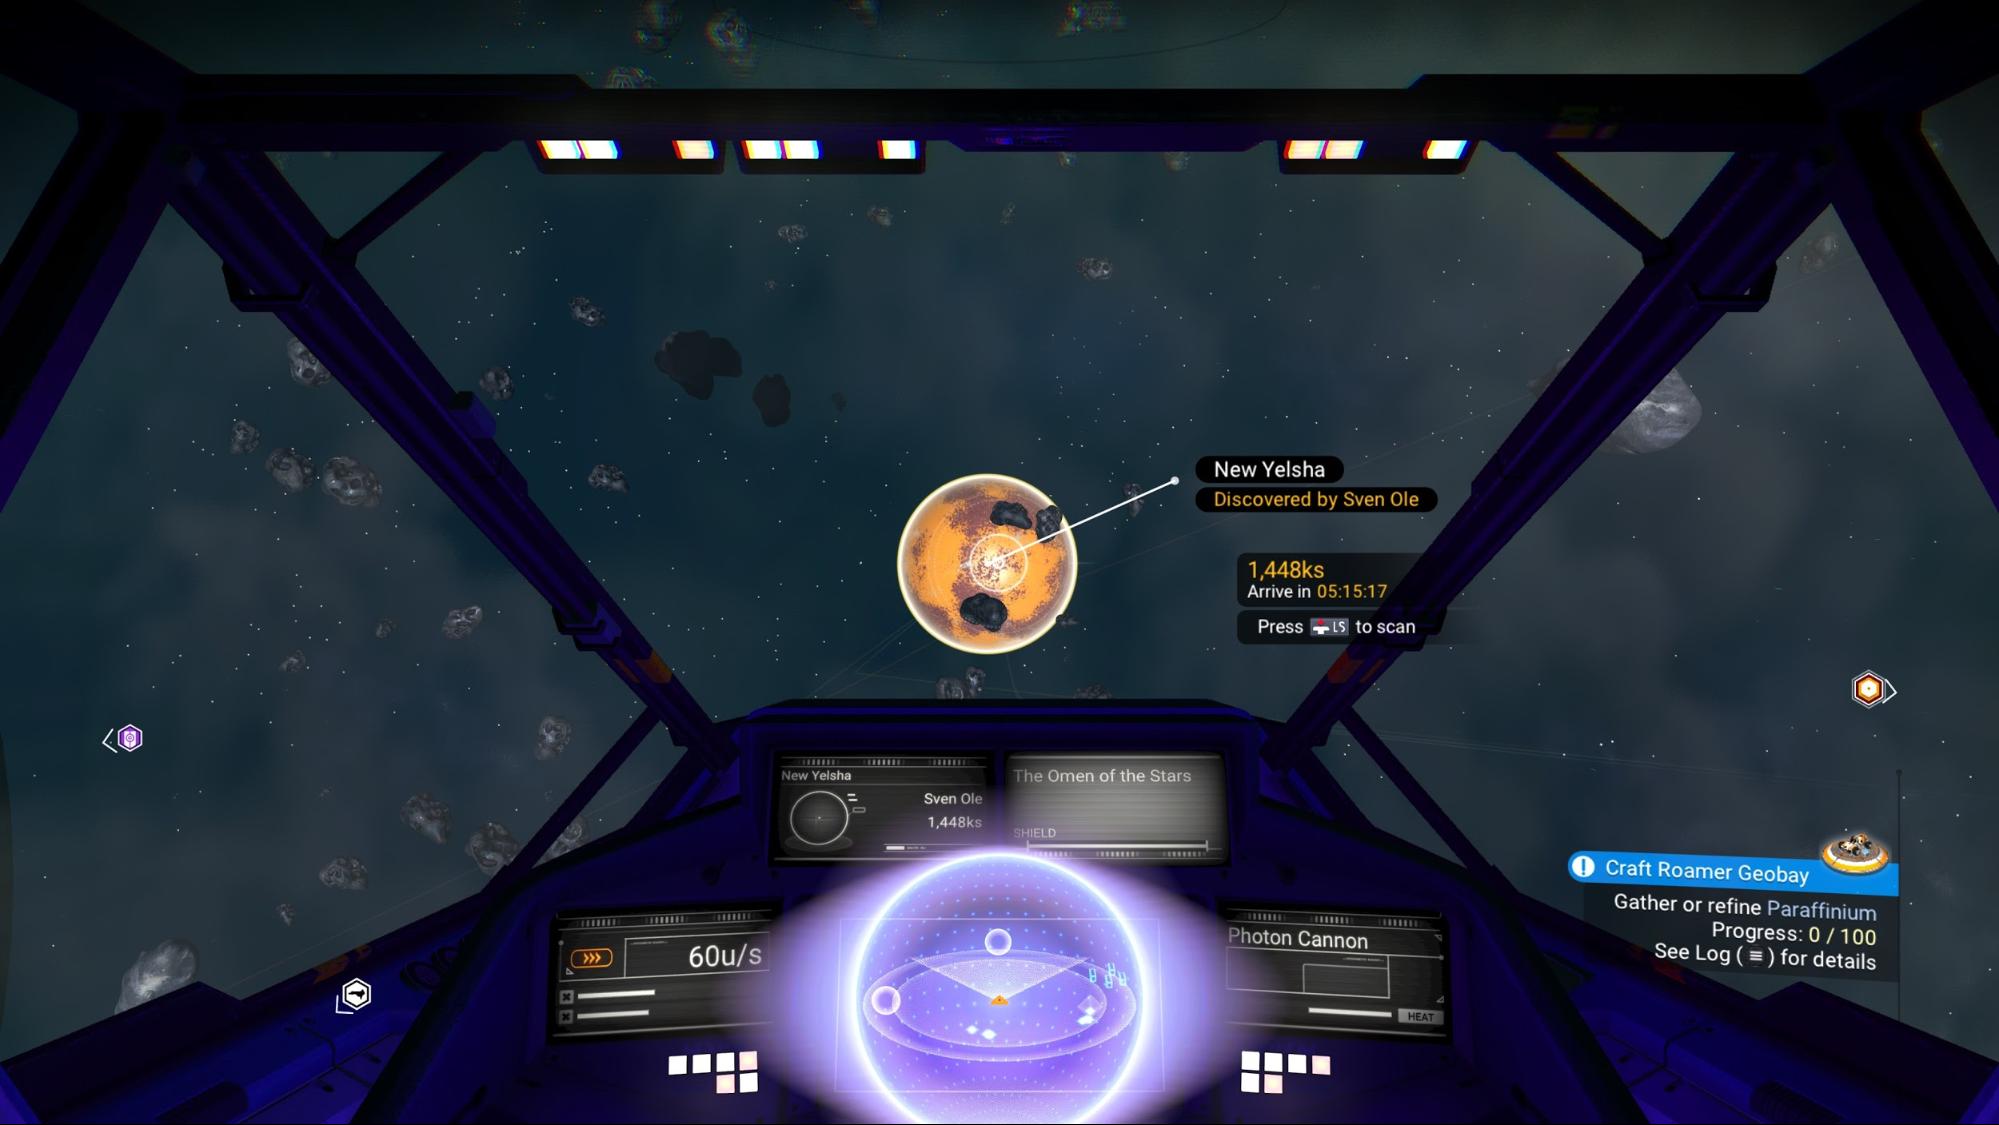 New Yelsha
Discovered by Sven Ole
1,448ks
Arrive in 05:15:17
Press LS to scan
New Yelsha
Sven Ole
1,448ks
The Omen of the Stars
SHIELD
60u/s
Photon Cannon
HEAT
Craft Roamer Geobay
Gather or refine Paraffinium
Progress: 0 / 100
See Log ( ≡ ) for details